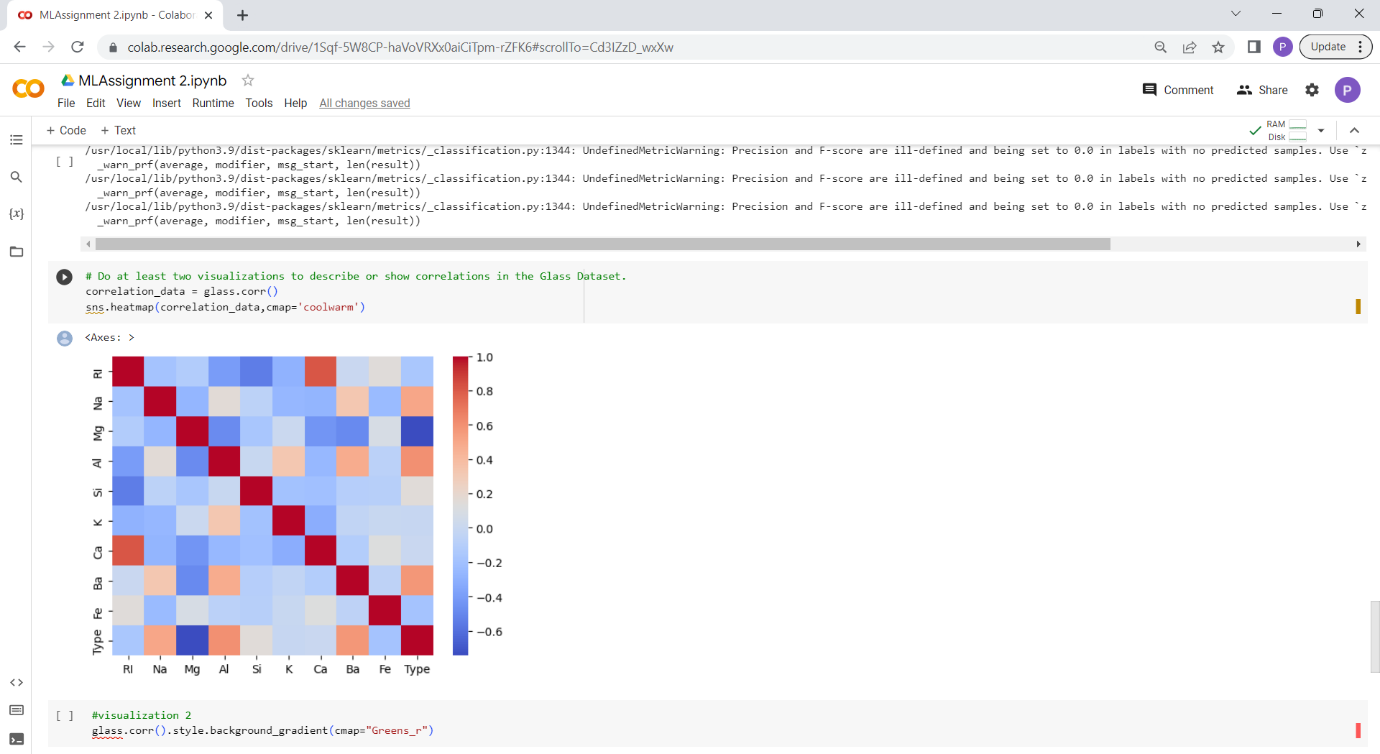 MLAssignment 2.ipynb - Colabor
colab.research.google.com/drive/1Sqf-5W8CP-haVoVRXx0aiCiTpm-rZFK6#scrollTo=Cd3IZzD_wxXw
P
Update
MLAssignment 2.ipynb
File Edit View Insert Runtime Tools Help All changes saved
Comment
Share
P
+ Code + Text
RAM
Disk
/usr/local/lib/python3.9/dist-packages/sklearn/metrics/_classification.py:1344: UndefinedMetricWarning: Precision and F-score are ill-defined and being set to 0.0 in labels with no predicted samples. Use `z
[ ] _warn_prf(average, modifier, msg_start, len(result))
/usr/local/lib/python3.9/dist-packages/sklearn/metrics/_classification.py:1344: UndefinedMetricWarning: Precision and F-score are ill-defined and being set to 0.0 in labels with no predicted samples. Use `z
_warn_prf(average, modifier, msg_start, len(result))
/usr/local/lib/python3.9/dist-packages/sklearn/metrics/_classification.py:1344: UndefinedMetricWarning: Precision and F-score are ill-defined and being set to 0.0 in labels with no predicted samples. Use `z
_warn_prf(average, modifier, msg_start, len(result))
{x}
# Do at least two visualizations to describe or show correlations in the Glass Dataset.
correlation_data = glass.corr()
sns.heatmap(correlation_data,cmap='coolwarm')
<Axes: >
RI
Na
Mg
Al
Si
K
Ca
Ba
Fe
Type
RI Na Mg Al Si K Ca Ba Fe Type
1.0
0.8
0.6
0.4
0.2
0.0
−0.2
−0.4
−0.6
[ ] #visualization 2
glass.corr().style.background_gradient(cmap="Greens_r")